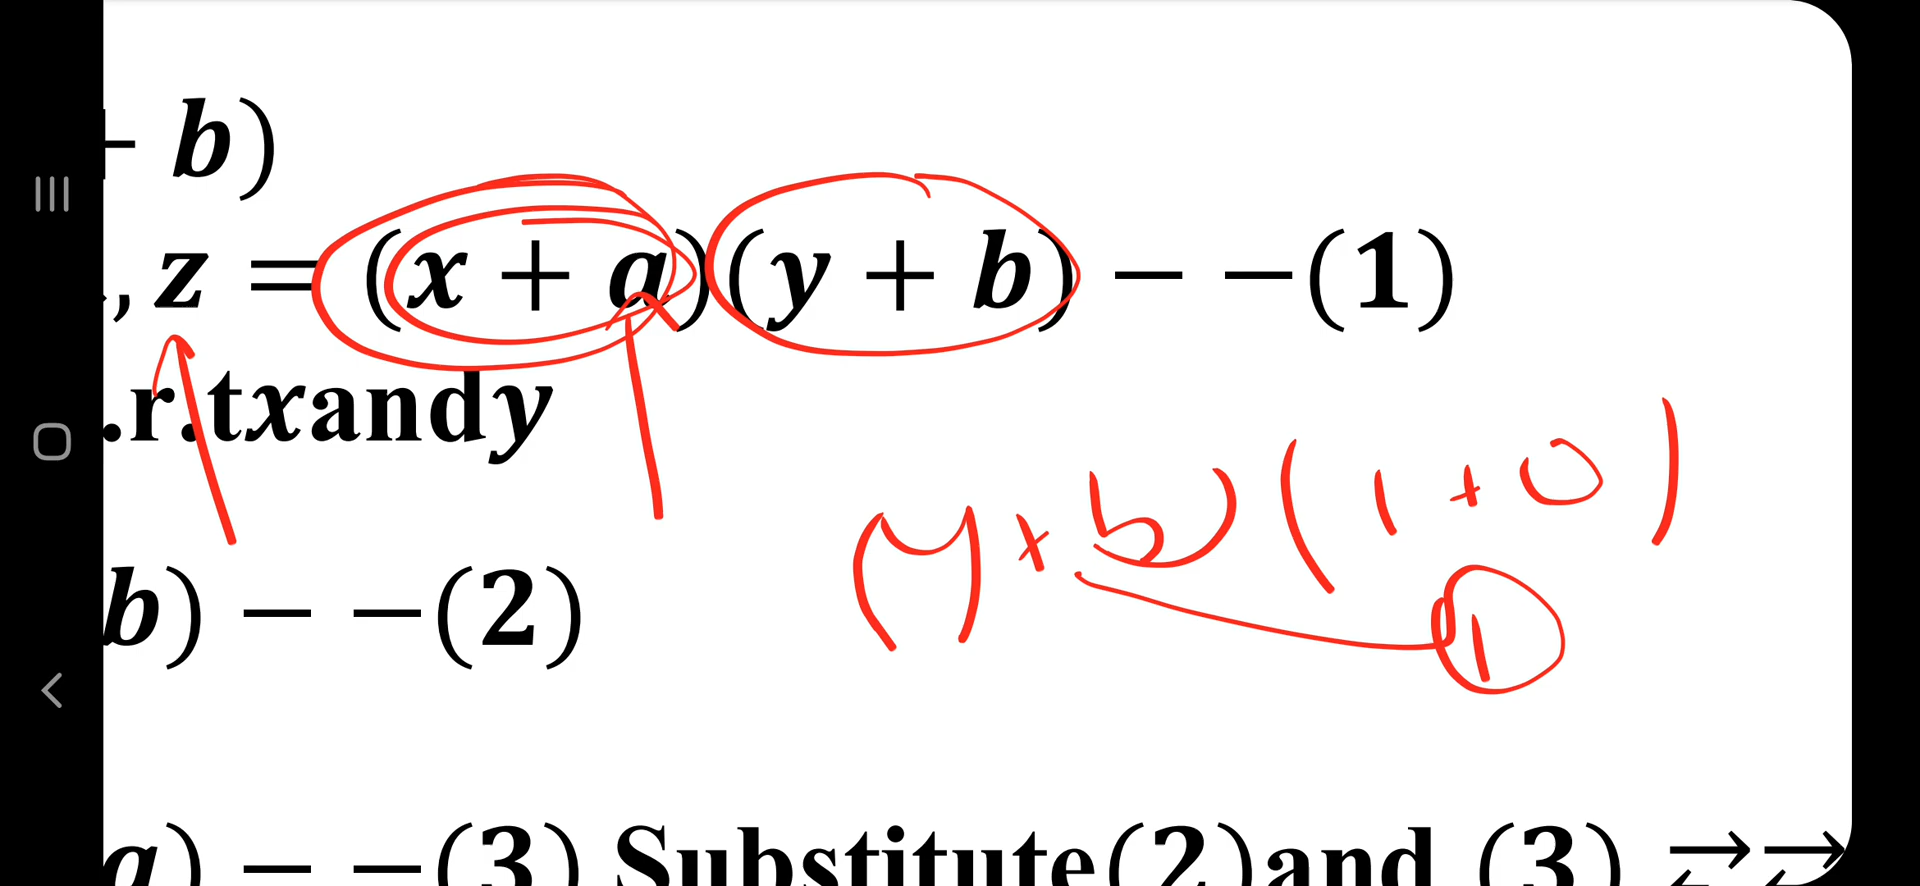 + b)
, z = (x + a)(y + b) − −(1)
.r.txandy
(y + b)(1 + 0)
b) − −(2)
1
a) − −(3) Substitute(2)and (3)